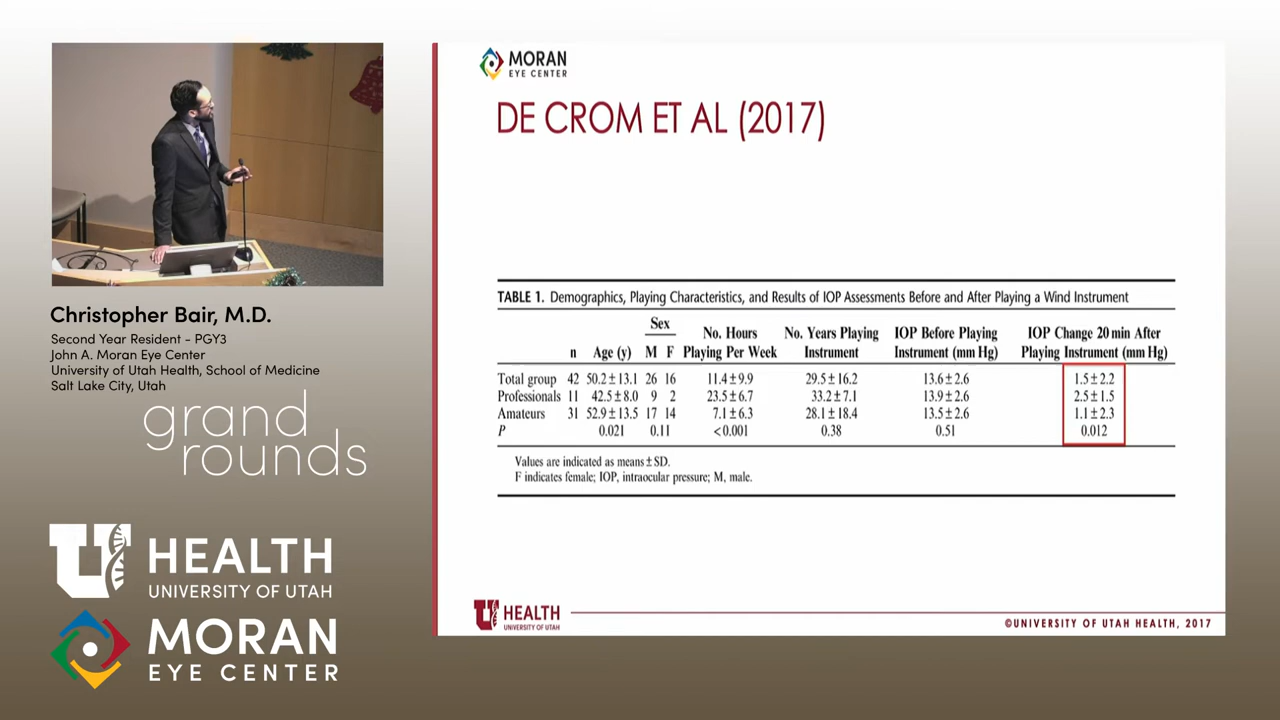 MORAN
EYE CENTER
DE CROM ET AL (2017)
Christopher Bair, M.D.
Second Year Resident - PGY3
John A. Moran Eye Center
University of Utah Health, School of Medicine
Salt Lake City, Utah
grand
rounds
U HEALTH
UNIVERSITY OF UTAH
MORAN
EYE CENTER
TABLE 1. Demographics, Playing Characteristics, and Results of IOP Assessments Before and After Playing a Wind Instrument
Sex No. Hours No. Years Playing IOP Before Playing IOP Change 20 min After
n Age (y) M F Playing Per Week Instrument Instrument (mm Hg) Playing Instrument (mm Hg)
Total group 42 50.2±13.1 26 16 11.4±9.9 29.5±16.2 13.6±2.6 1.5±2.2
Professionals 11 42.5±8.0 9 2 23.5±6.7 33.2±7.1 13.9±2.6 2.5±1.5
Amateurs 31 52.9±13.5 17 14 7.1±6.3 28.1±18.4 13.5±2.6 1.1±2.3
P 0.021 0.11 <0.001 0.38 0.51 0.012
Values are indicated as means±SD.
F indicates female; IOP, intraocular pressure; M, male.
U HEALTH
UNIVERSITY OF UTAH
©UNIVERSITY OF UTAH HEALTH, 2017